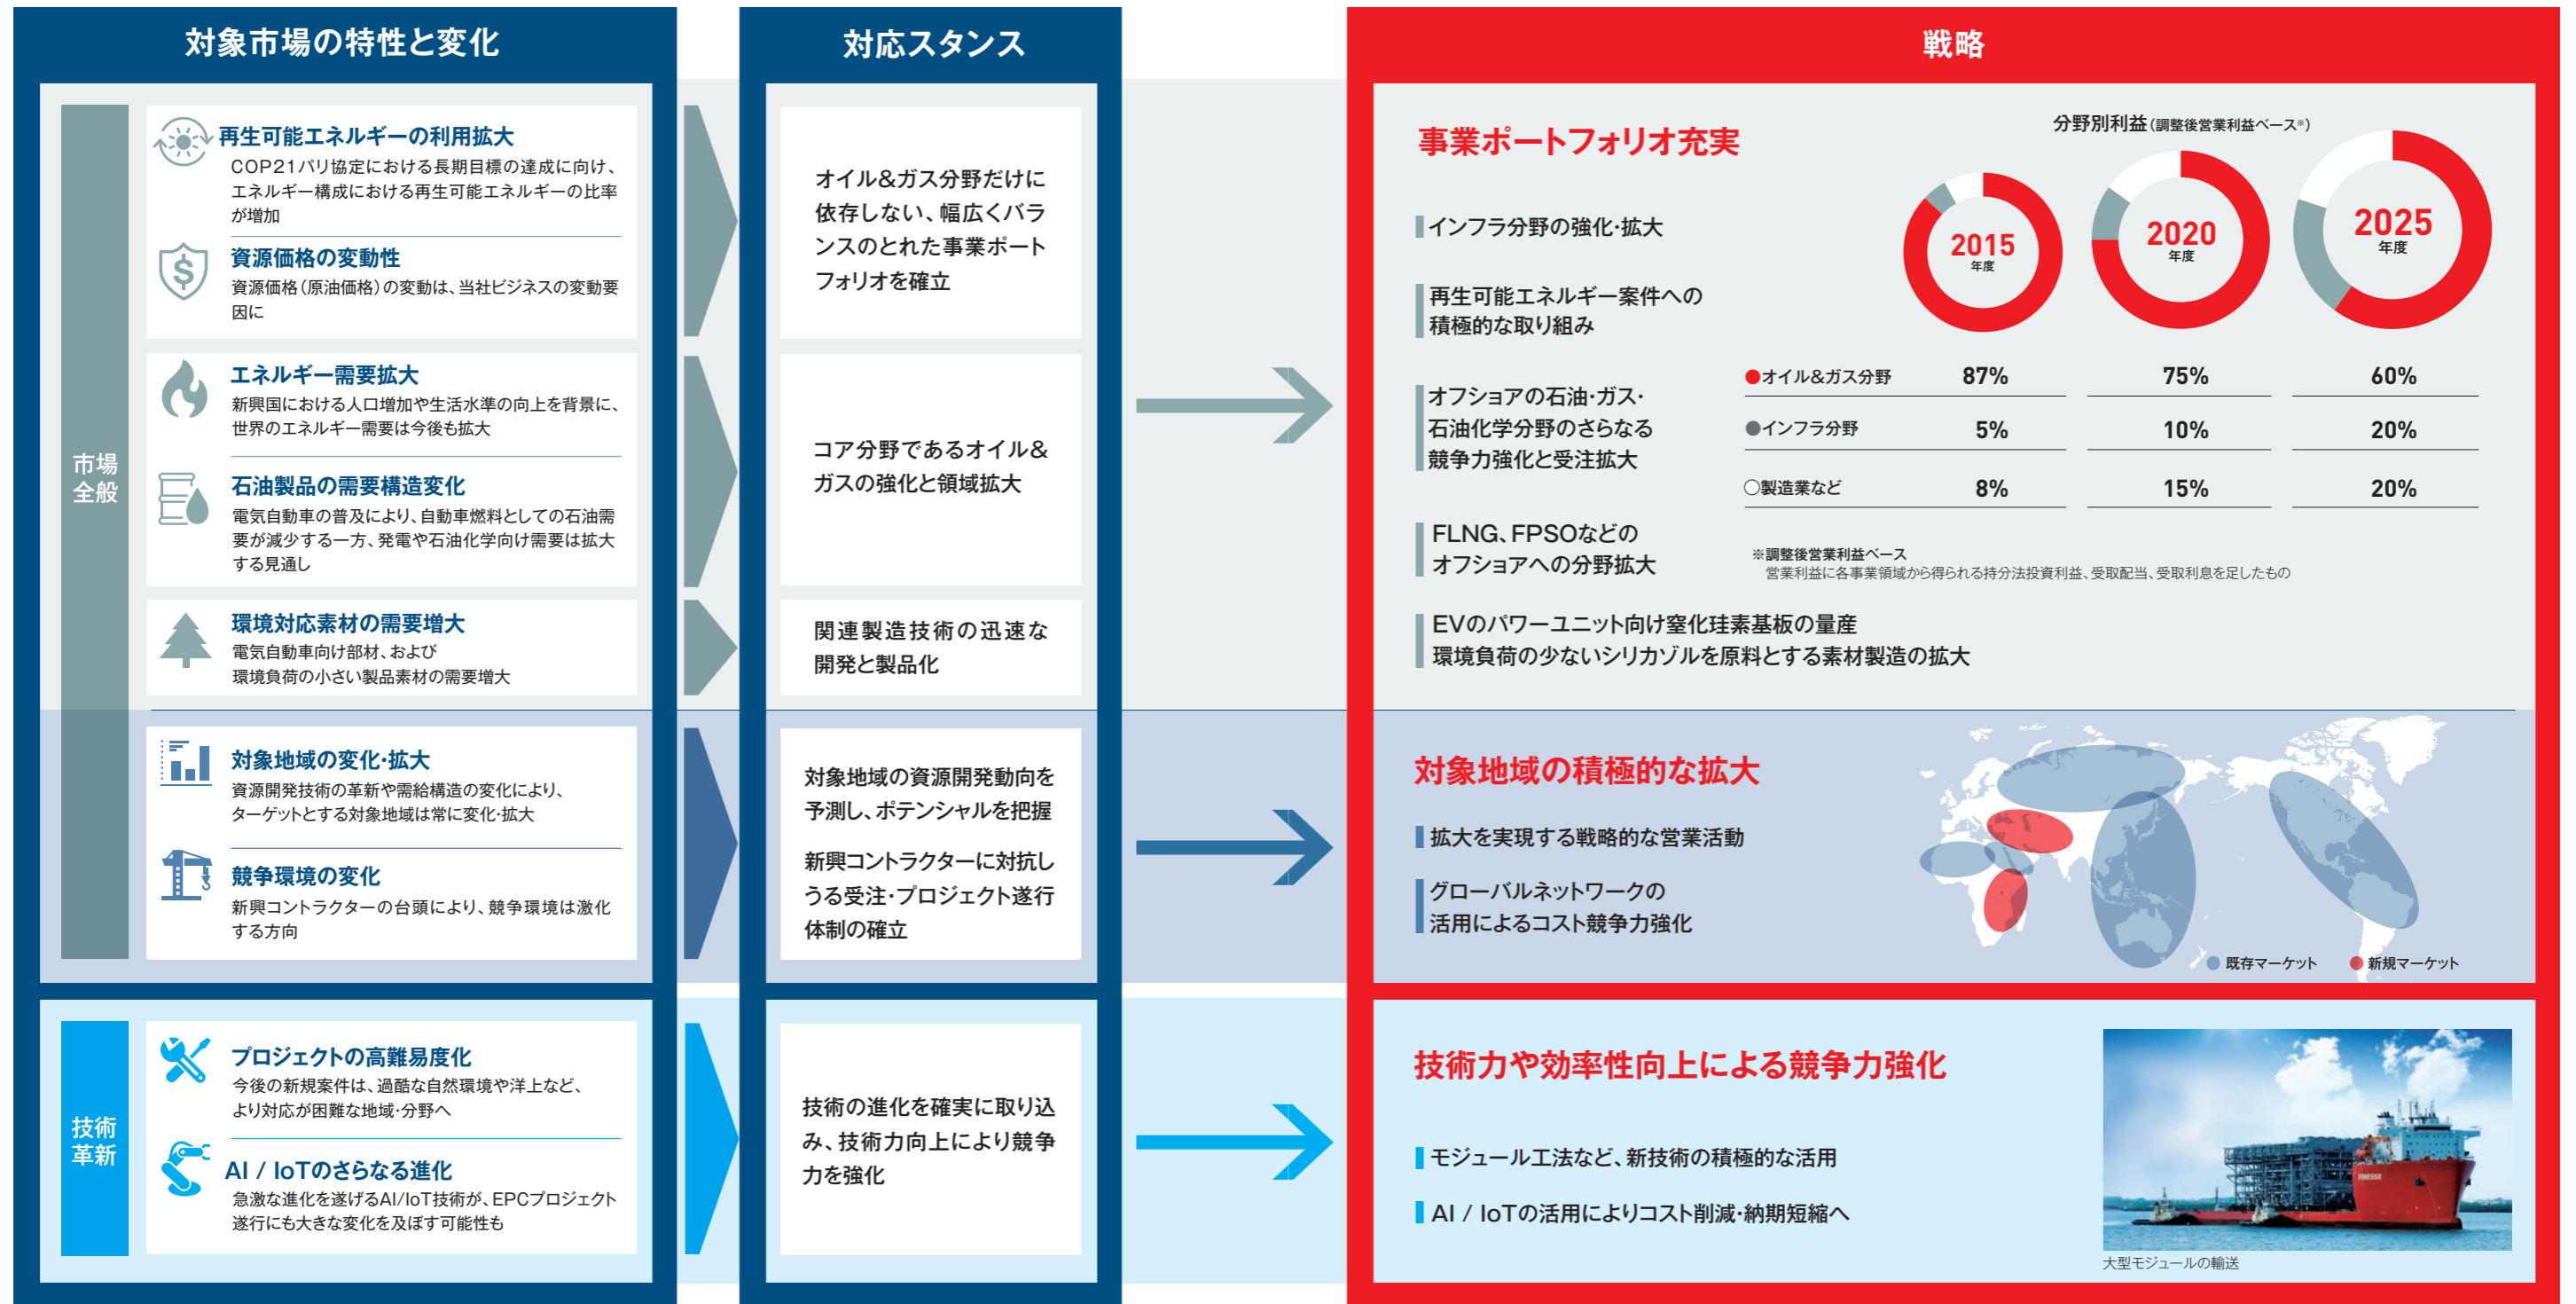 対象市場の特性と変化
市場
全般
再生可能エネルギーの利用拡大
COP21パリ協定における長期目標の達成に向け、
エネルギー構成における再生可能エネルギーの比率
が増加
資源価格の変動性
資源価格（原油価格）の変動は、当社ビジネスの変動要
因に
エネルギー需要拡大
新興国における人口増加や生活水準の向上を背景に、
世界のエネルギー需要は今後も拡大
石油製品の需要構造変化
電気自動車の普及により、自動車燃料としての石油需
要が減少する一方、発電や石油化学向け需要は拡大
する見通し
環境対応素材の需要増大
電気自動車向け部材、および
環境負荷の小さい製品素材の需要増大
対象地域の変化・拡大
資源開発技術の革新や需給構造の変化により、
ターゲットとする対象地域は常に変化・拡大
競争環境の変化
新興コントラクターの台頭により、競争環境は激化
する方向
技術
革新
プロジェクトの高難易度化
今後の新規案件は、過酷な自然環境や洋上など、
より対応が困難な地域・分野へ
AI / IoTのさらなる進化
急激な進化を遂げるAI/IoT技術が、EPCプロジェクト
遂行にも大きな変化を及ぼす可能性も
対応スタンス
オイル&ガス分野だけに
依存しない、幅広くバラ
ンスのとれた事業ポート
フォリオを確立
コア分野であるオイル&
ガスの強化と領域拡大
関連製造技術の迅速な
開発と製品化
対象地域の資源開発動向を
予測し、ポテンシャルを把握
新興コントラクターに対抗し
うる受注・プロジェクト遂行
体制の確立
技術の進化を確実に取り込
み、技術力向上により競争
力を強化
戦略
事業ポートフォリオ充実
インフラ分野の強化・拡大
再生可能エネルギー案件への
積極的な取り組み
オフショアの石油・ガス・
石油化学分野のさらなる
競争力強化と受注拡大
FLNG、FPSOなどの
オフショアへの分野拡大
EVのパワーユニット向け窒化珪素基板の量産
環境負荷の少ないシリカゾルを原料とする素材製造の拡大
分野別利益（調整後営業利益ベース※）
2015
年度
2020
年度
2025
年度
●オイル&ガス分野 87% 75% 60%
●インフラ分野 5% 10% 20%
○製造業など 8% 15% 20%
※調整後営業利益ベース
営業利益に各事業領域から得られる持分法投資利益、受取配当、受取利息を足したもの
対象地域の積極的な拡大
拡大を実現する戦略的な営業活動
グローバルネットワークの
活用によるコスト競争力強化
●既存マーケット ●新規マーケット
技術力や効率性向上による競争力強化
モジュール工法など、新技術の積極的な活用
AI / IoTの活用によりコスト削減・納期短縮へ
FINESSE
大型モジュールの輸送